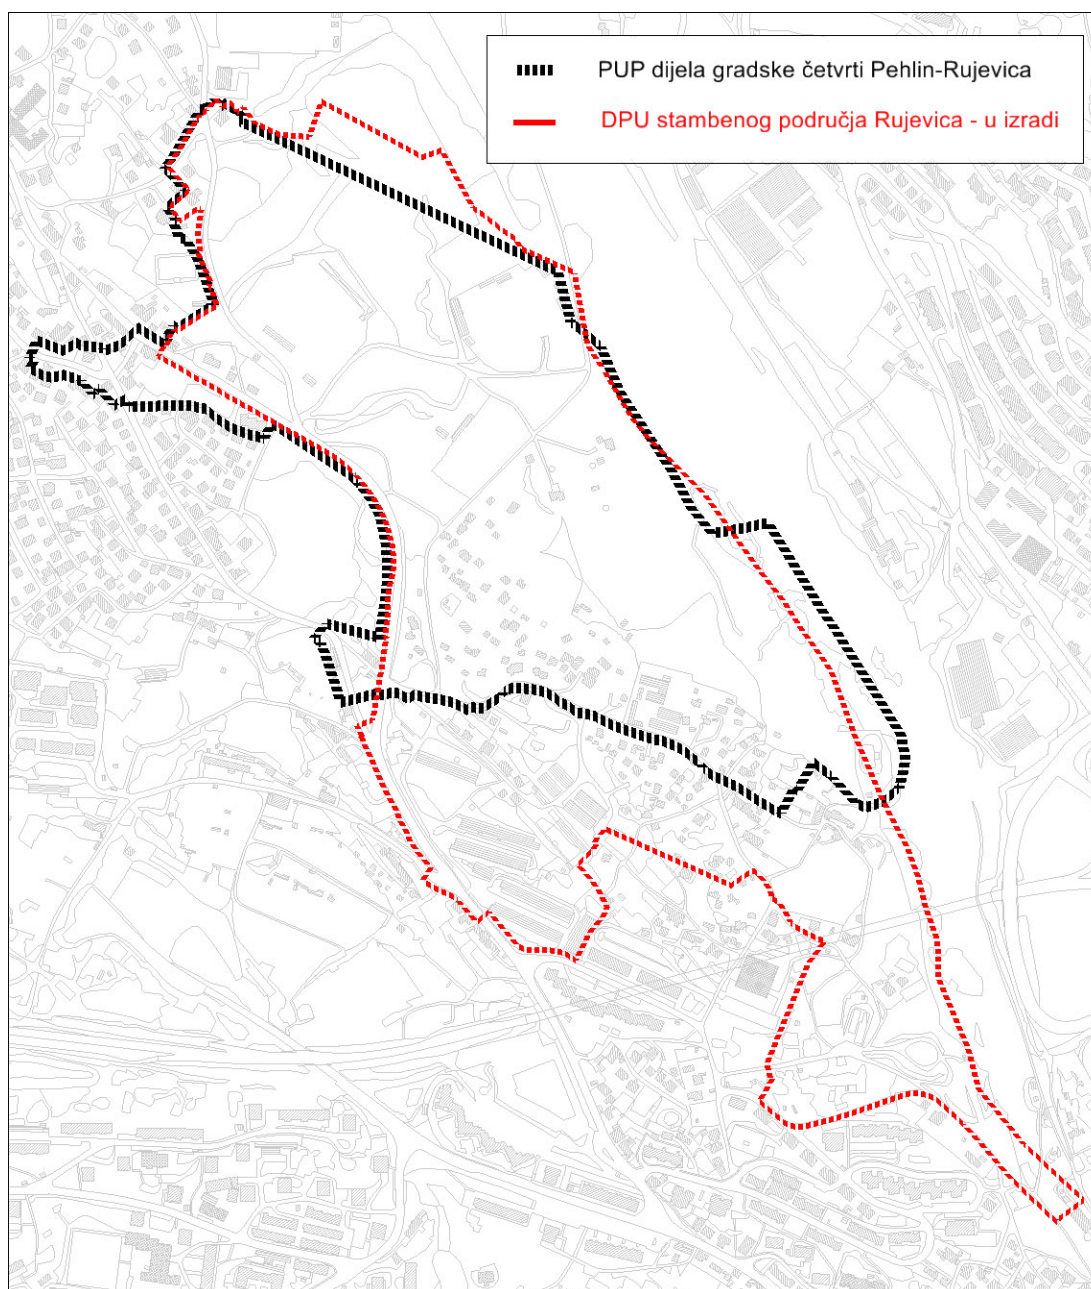 PUP dijela gradske četvrti Pehlin-Rujevica
DPU stambenog područja Rujevica - u izradi